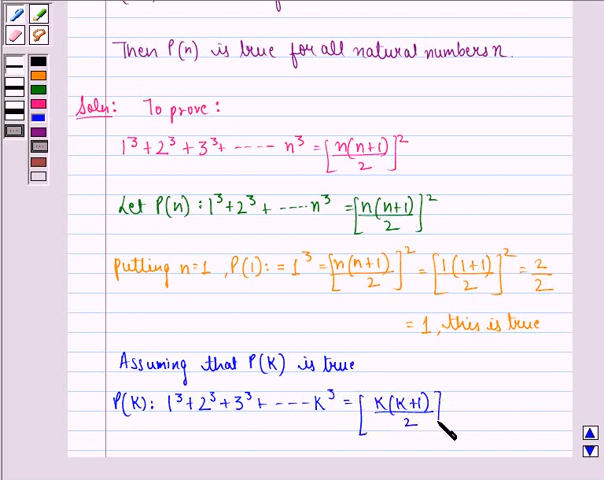 Then P(n) is true for all natural numbers n.
Soln: To prove:
1³ + 2³ + 3³ + ----- n³ = [n(n+1)/2]²
Let P(n) : 1³ + 2³ + ---- n³ = [n(n+1)/2]²
Putting n=1, P(1): = 1³ = [n(n+1)/2]² = [1(1+1)/2]² = 2/2
= 1, this is true
Assuming that P(K) is true
P(K): 1³ + 2³ + 3³ + ---- K³ = [K(K+1)/2]